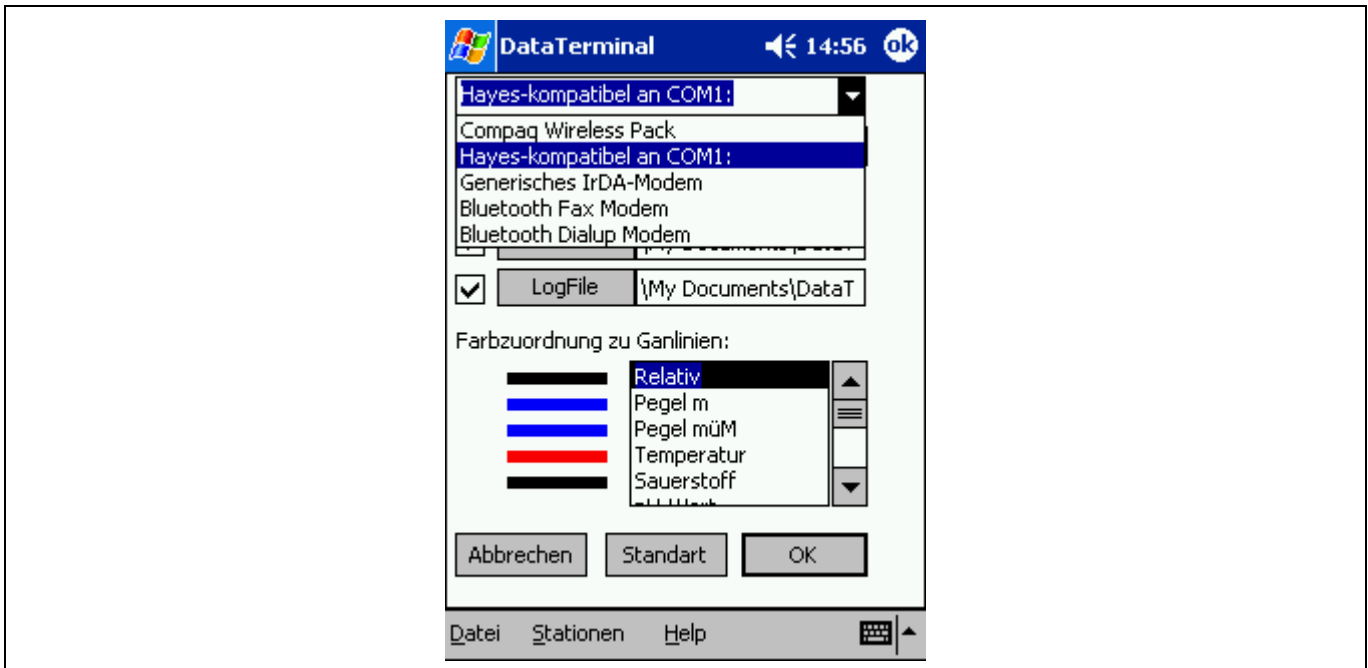 DataTerminal 14:56 ok
Hayes-kompatibel an COM1:
Compaq Wireless Pack
Hayes-kompatibel an COM1:
Generisches IrDA-Modem
Bluetooth Fax Modem
Bluetooth Dialup Modem
LogFile \My Documents\DataT
Farbzuordnung zu Ganlinien:
Relativ
Pegel m
Pegel müM
Temperatur
Sauerstoff
Abbrechen Standart OK
Datei Stationen Help